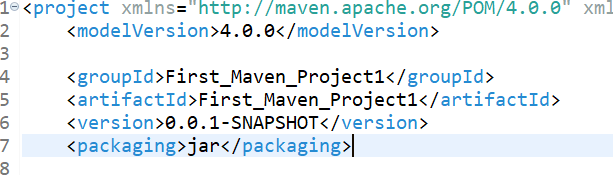 1 <project xmlns="http://maven.apache.org/POM/4.0.0" xml
2 <modelVersion>4.0.0</modelVersion>
3
4 <groupId>First_Maven_Project1</groupId>
5 <artifactId>First_Maven_Project1</artifactId>
6 <version>0.0.1-SNAPSHOT</version>
7 <packaging>jar</packaging>
8